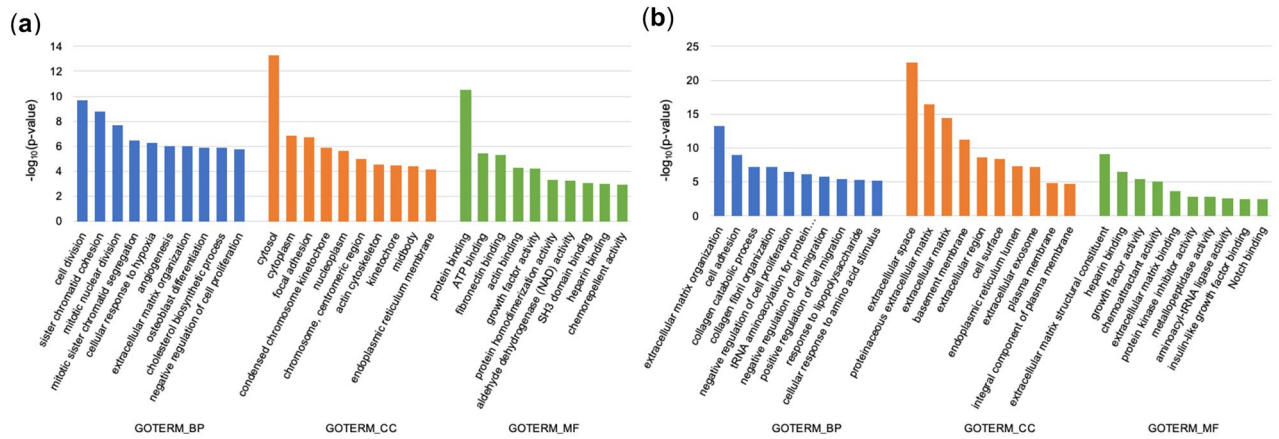 (a)
14
12
10
8
6
4
2
0
-log10(p-value)
cell division
sister chromatid cohesion
mitotic nuclear division
mitotic sister chromatid segregation
cellular response to hypoxia
angiogenesis
extracellular matrix organization
osteoblast differentiation
cholesterol biosynthetic process
negative regulation of cell proliferation
cytosol
cytoplasm
focal adhesion
condensed chromosome kinetochore
nucleoplasm
chromosome, centromeric region
actin cytoskeleton
kinetochore
midbody
endoplasmic reticulum membrane
protein binding
ATP binding
fibronectin binding
actin binding
growth factor activity
protein homodimerization activity
aldehyde dehydrogenase (NAD) activity
SH3 domain binding
heparin binding
chemorepellent activity
GOTERM_BP
GOTERM_CC
GOTERM_MF
(b)
25
20
15
10
5
0
-log10(p-value)
extracellular matrix organization
cell adhesion
collagen catabolic process
collagen fibril organization
negative regulation of cell proliferation
tRNA aminoacylation for protein…
negative regulation of cell migration
positive regulation of cell migration
response to lipopolysaccharide
cellular response to amino acid stimulus
extracellular space
extracellular matrix
proteinaceous extracellular matrix
basement membrane
extracellular region
cell surface
endoplasmic reticulum lumen
extracellular exosome
plasma membrane
integral component of plasma membrane
extracellular matrix structural constituent
heparin binding
growth factor activity
chemoattractant activity
extracellular matrix binding
protein kinase inhibitor activity
metallopeptidase activity
aminoacyl-tRNA ligase activity
insulin-like growth factor binding
Notch binding
GOTERM_BP
GOTERM_CC
GOTERM_MF